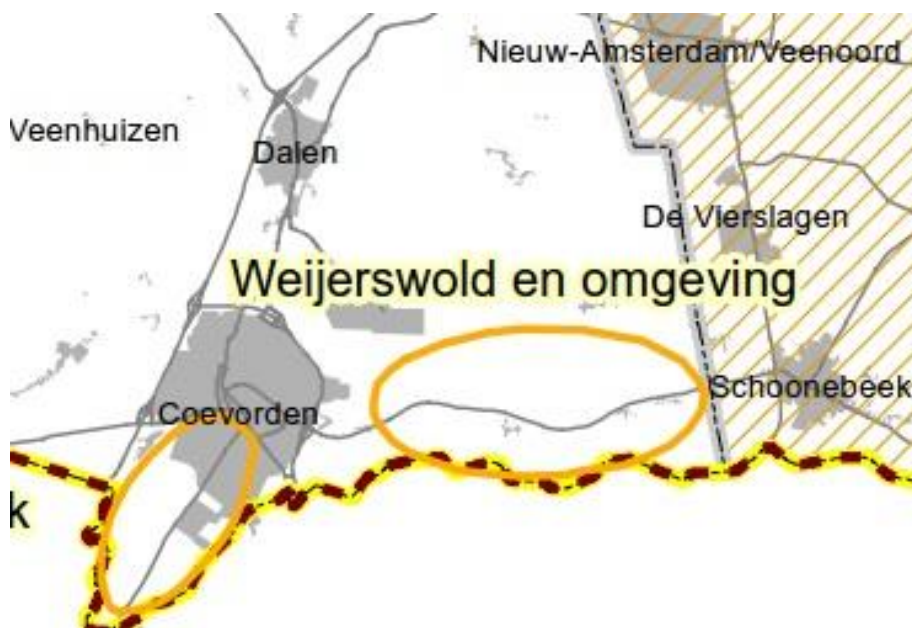 Nieuw-Amsterdam/Veenoord
Veenhuizen
Dalen
De Vierslagen
Weijerswold en omgeving
Schoonebeek
Coevorden
k